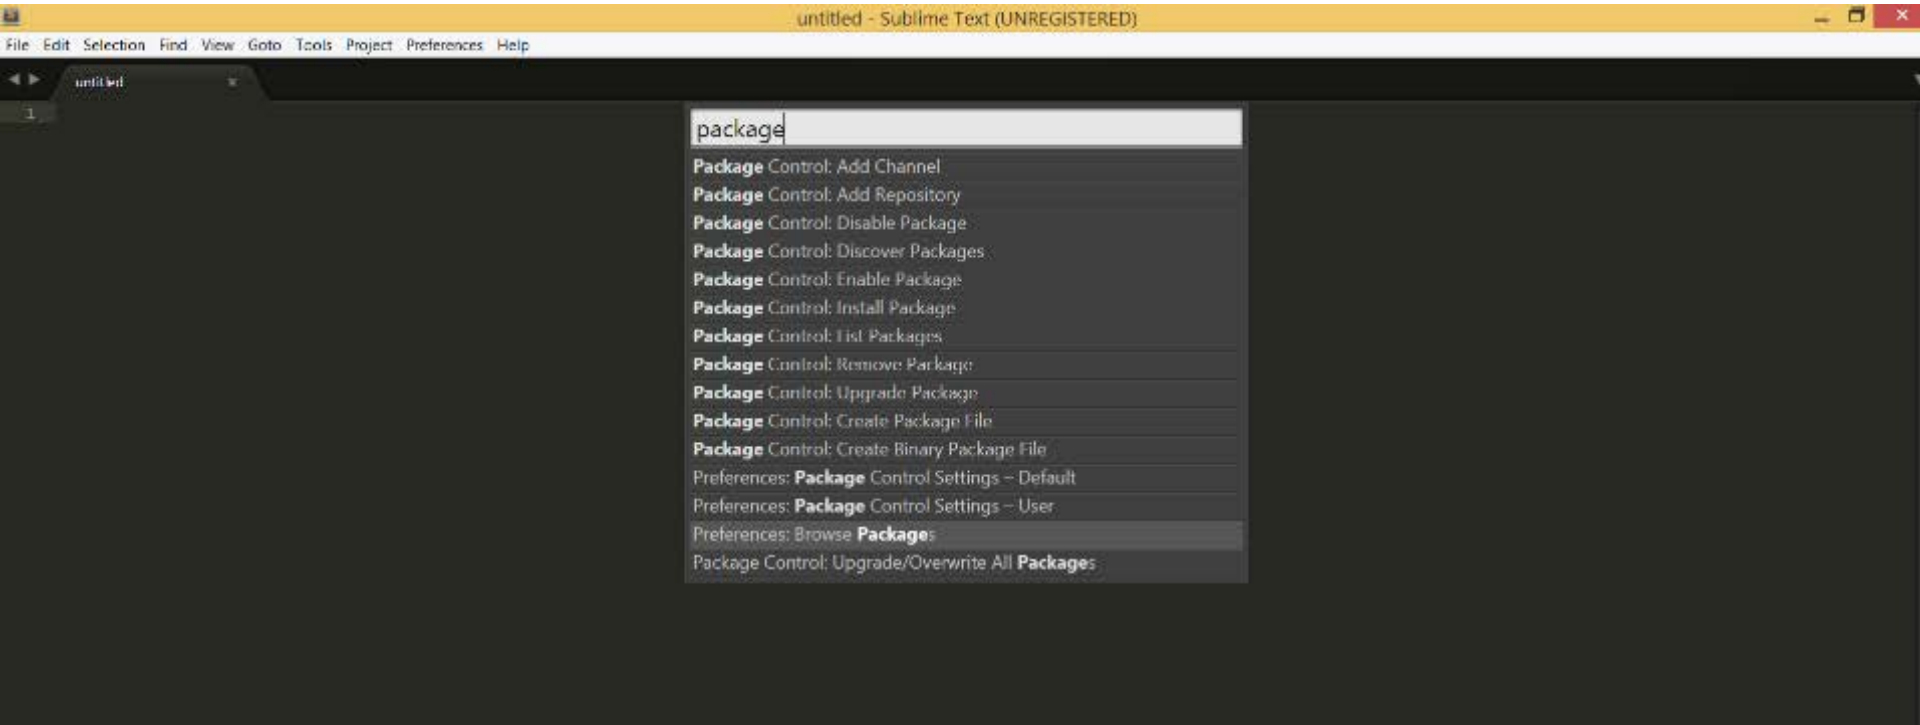 untitled - Sublime Text (UNREGISTERED)
File Edit Selection Find View Goto Tools Project Preferences Help
untitled
1
package
Package Control: Add Channel
Package Control: Add Repository
Package Control: Disable Package
Package Control: Discover Packages
Package Control: Enable Package
Package Control: Install Package
Package Control: List Packages
Package Control: Remove Package
Package Control: Upgrade Package
Package Control: Create Package File
Package Control: Create Binary Package File
Preferences: Package Control Settings – Default
Preferences: Package Control Settings – User
Preferences: Browse Packages
Package Control: Upgrade/Overwrite All Packages